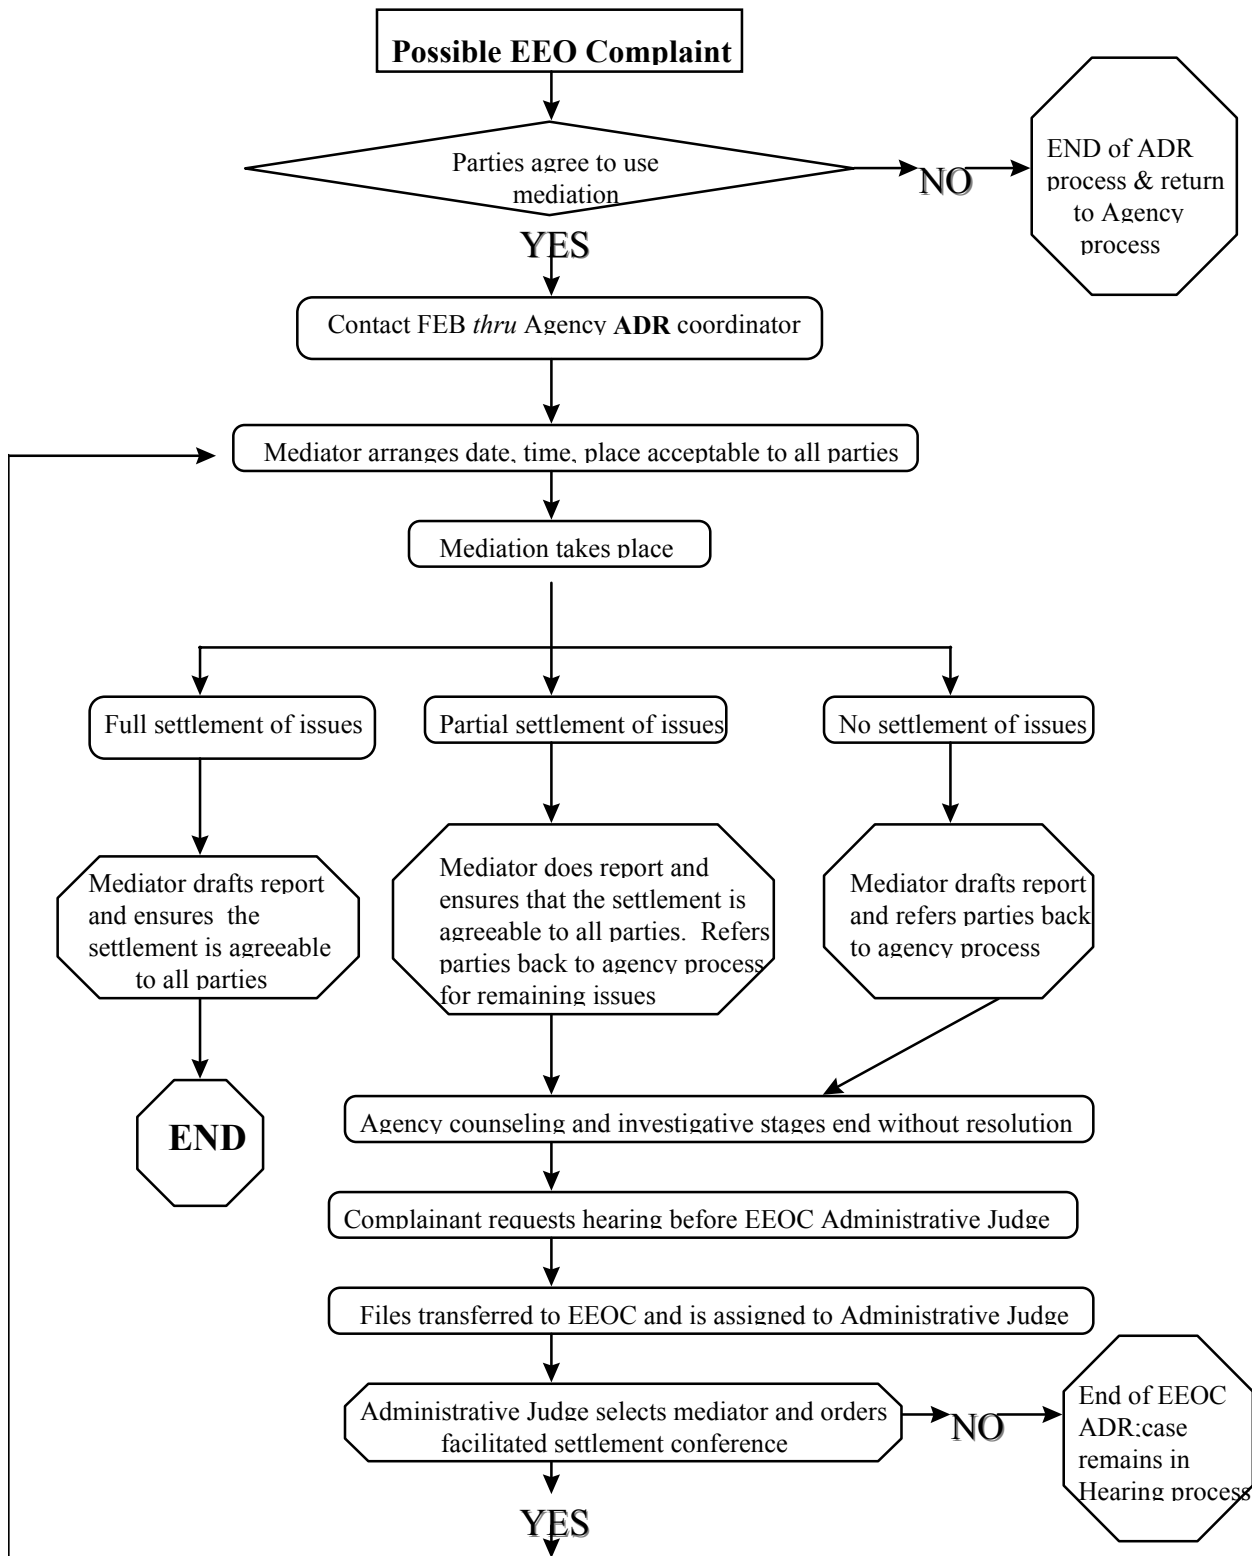 Possible EEO Complaint
Parties agree to use
mediation
NO
END of ADR
process & return
to Agency
process
YES
Contact FEB thru Agency ADR coordinator
Mediator arranges date, time, place acceptable to all parties
Mediation takes place
Full settlement of issues
Partial settlement of issues
No settlement of issues
Mediator drafts report
and ensures the
settlement is agreeable
to all parties
Mediator does report and
ensures that the settlement is
agreeable to all parties. Refers
parties back to agency process
for remaining issues
Mediator drafts report
and refers parties back
to agency process
END
Agency counseling and investigative stages end without resolution
Complainant requests hearing before EEOC Administrative Judge
Files transferred to EEOC and is assigned to Administrative Judge
Administrative Judge selects mediator and orders
facilitated settlement conference
NO
End of EEOC
ADR:case
remains in
Hearing process
YES